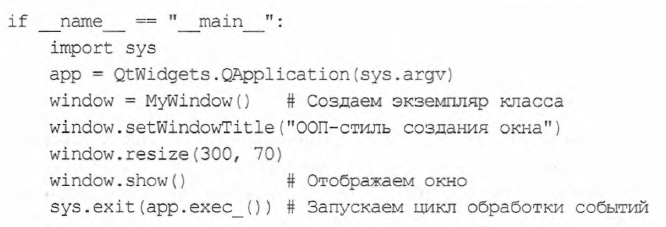 if __name__ == "__main__":
import sys
app = QtWidgets.QApplication(sys.argv)
window = MyWindow() # Создаем экземпляр класса
window.setWindowTitle("ООП-стиль создания окна")
window.resize(300, 70)
window.show() # Отображаем окно
sys.exit(app.exec_()) # Запускаем цикл обработки событий